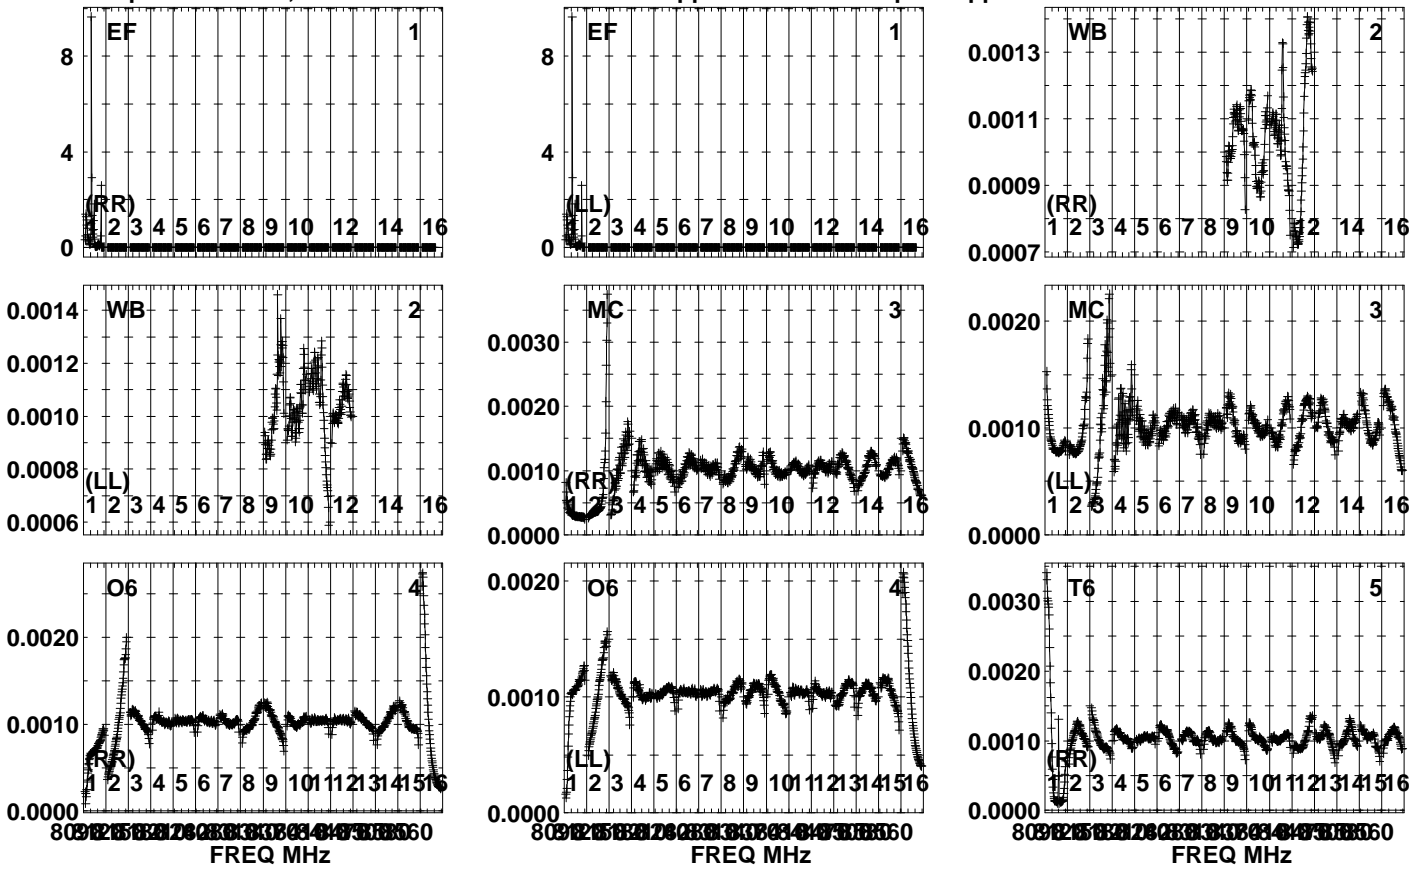 EF 1
8
4
0
(RR)
2 3 4 5 6 7 8 9 10 12 14 16
EF 1
8
4
0
(LL)
2 3 4 5 6 7 8 9 10 12 14 16
WB 2
0.0013
0.0011
0.0009
0.0007
(RR)
1 2 3 4 5 6 7 8 9 10 12 14 16
WB 2
0.0014
0.0012
0.0010
0.0008
0.0006
(LL)
1 2 3 4 5 6 7 8 9 10 12 14 16
MC 3
0.0030
0.0020
0.0010
0.0000
(RR)
1 2 3 4 5 6 7 8 9 10 12 14 16
MC 3
0.0020
0.0010
0.0000
(LL)
1 2 3 4 5 6 7 8 9 10 12 14 16
O6 4
0.0020
0.0010
0.0000
(RR)
1 2 3 4 5 6 7 8 9 10 11 12 13 14 15 16
FREQ MHz
O6 4
0.0020
0.0010
0.0000
(LL)
1 2 3 4 5 6 7 8 9 10 11 12 13 14 15 16
FREQ MHz
T6 5
0.0030
0.0020
0.0010
0.0000
(RR)
1 2 3 4 5 6 7 8 9 10 11 12 13 14 15 16
FREQ MHz